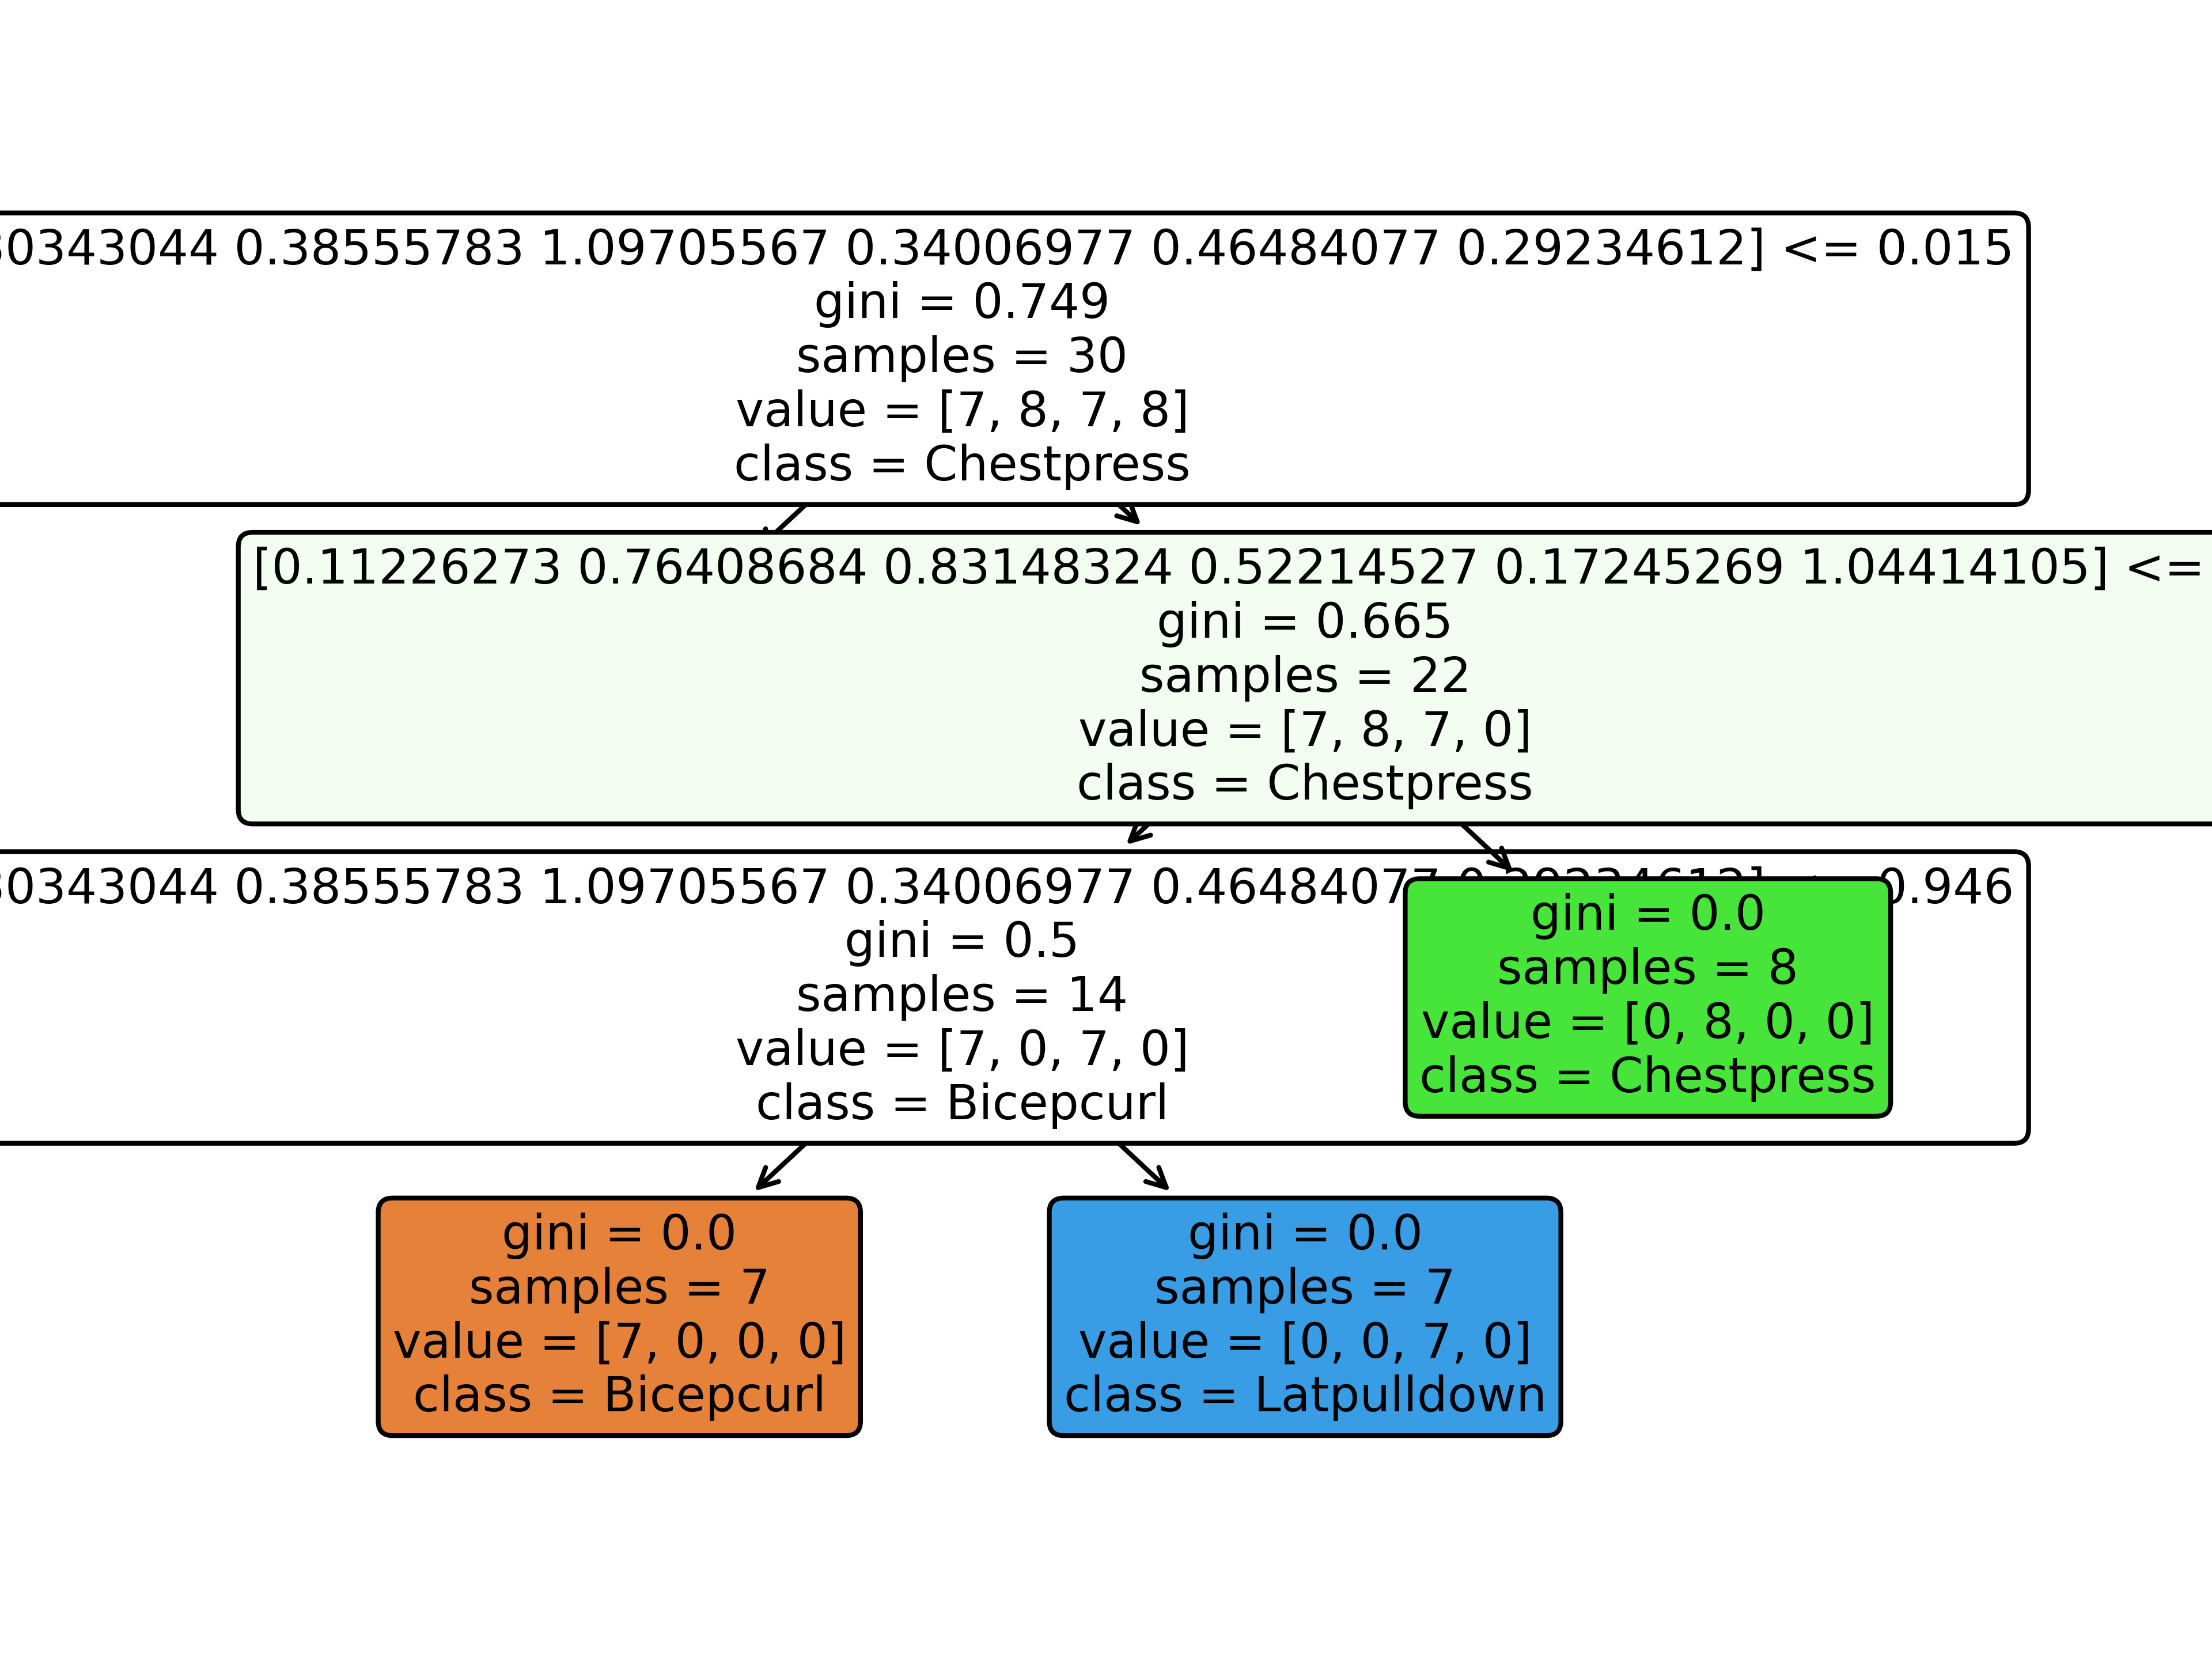 0343044 0.38555783 1.09705567 0.34006977 0.46484077 0.29234612] <= 0.015
gini = 0.749
samples = 30
value = [7, 8, 7, 8]
class = Chestpress
[0.11226273 0.76408684 0.83148324 0.52214527 0.17245269 1.04414105] <=
gini = 0.665
samples = 22
value = [7, 8, 7, 0]
class = Chestpress
0343044 0.38555783 1.09705567 0.34006977 0.46484077 0.946
gini = 0.5
samples = 14
value = [7, 0, 7, 0]
class = Bicepcurl
gini = 0.0
samples = 8
value = [0, 8, 0, 0]
class = Chestpress
gini = 0.0
samples = 7
value = [7, 0, 0, 0]
class = Bicepcurl
gini = 0.0
samples = 7
value = [0, 0, 7, 0]
class = Latpulldown